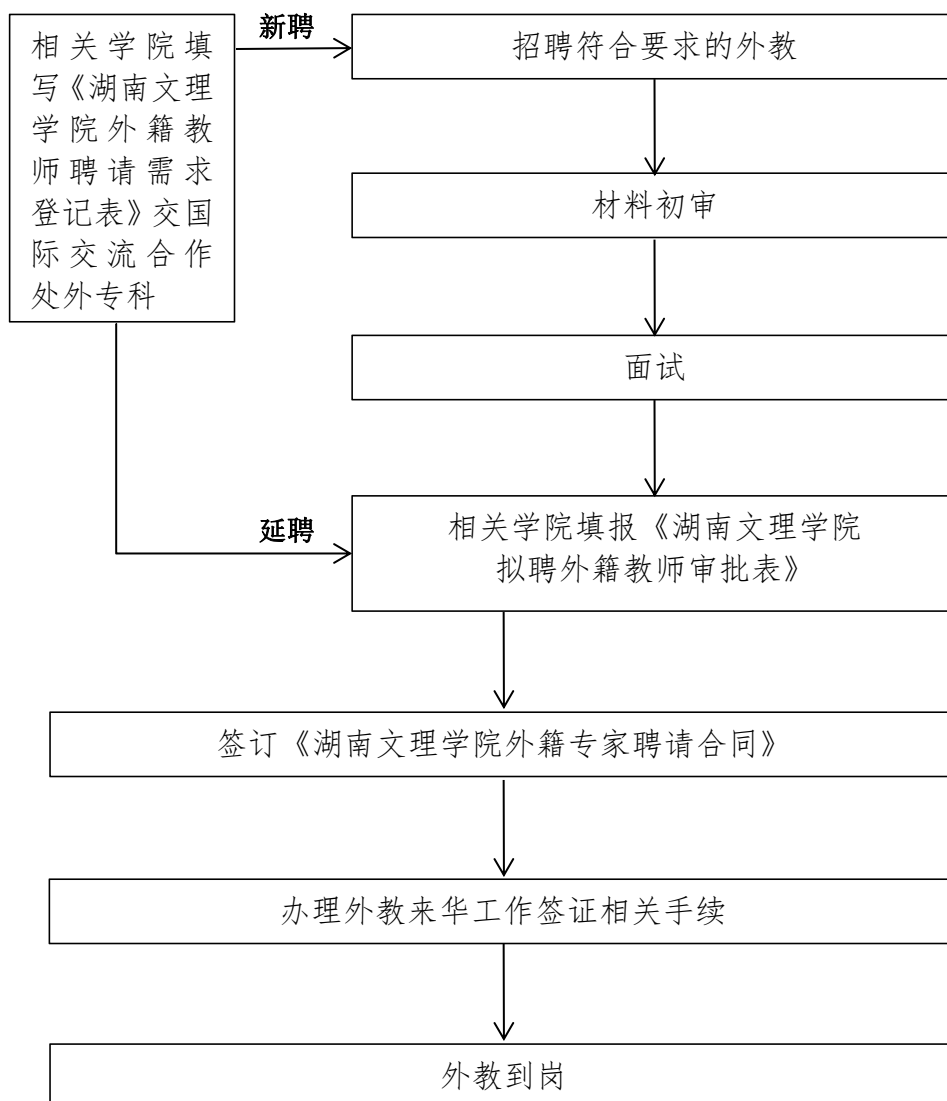 相关学院填
写《湖南文理
学院外籍教
师聘请需求
登记表》交国
际交流合作
处外专科
新聘
招聘符合要求的外教
材料初审
面试
延聘
相关学院填报《湖南文理学院
拟聘外籍教师审批表》
签订《湖南文理学院外籍专家聘请合同》
办理外教来华工作签证相关手续
外教到岗